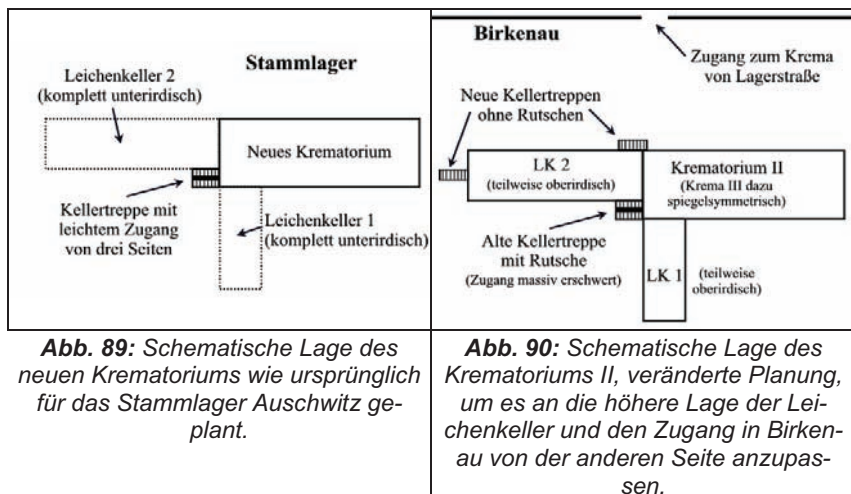 Stammlager
Leichenkeller 2
(komplett unterirdisch)
Neues Krematorium
Kellertreppe mit
leichtem Zugang
von drei Seiten
Leichenkeller 1
(komplett unterirdisch)
Abb. 89: Schematische Lage des
neuen Krematoriums wie ursprünglich
für das Stammlager Auschwitz ge-
plant.
Birkenau
Zugang zum Krema
von Lagerstraße
Neue Kellertreppen
ohne Rutschen
LK 2
(teilweise oberirdisch)
Krematorium II
(Krema III dazu
spiegelsymmetrisch)
Alte Kellertreppe
mit Rutsche
(Zugang massiv erschwert)
LK 1
(teilweise
oberirdisch)
Abb. 90: Schematische Lage des
Krematoriums II, veränderte Planung,
um es an die höhere Lage der Lei-
chenkeller und den Zugang in Birken-
au von der anderen Seite anzupas-
sen.